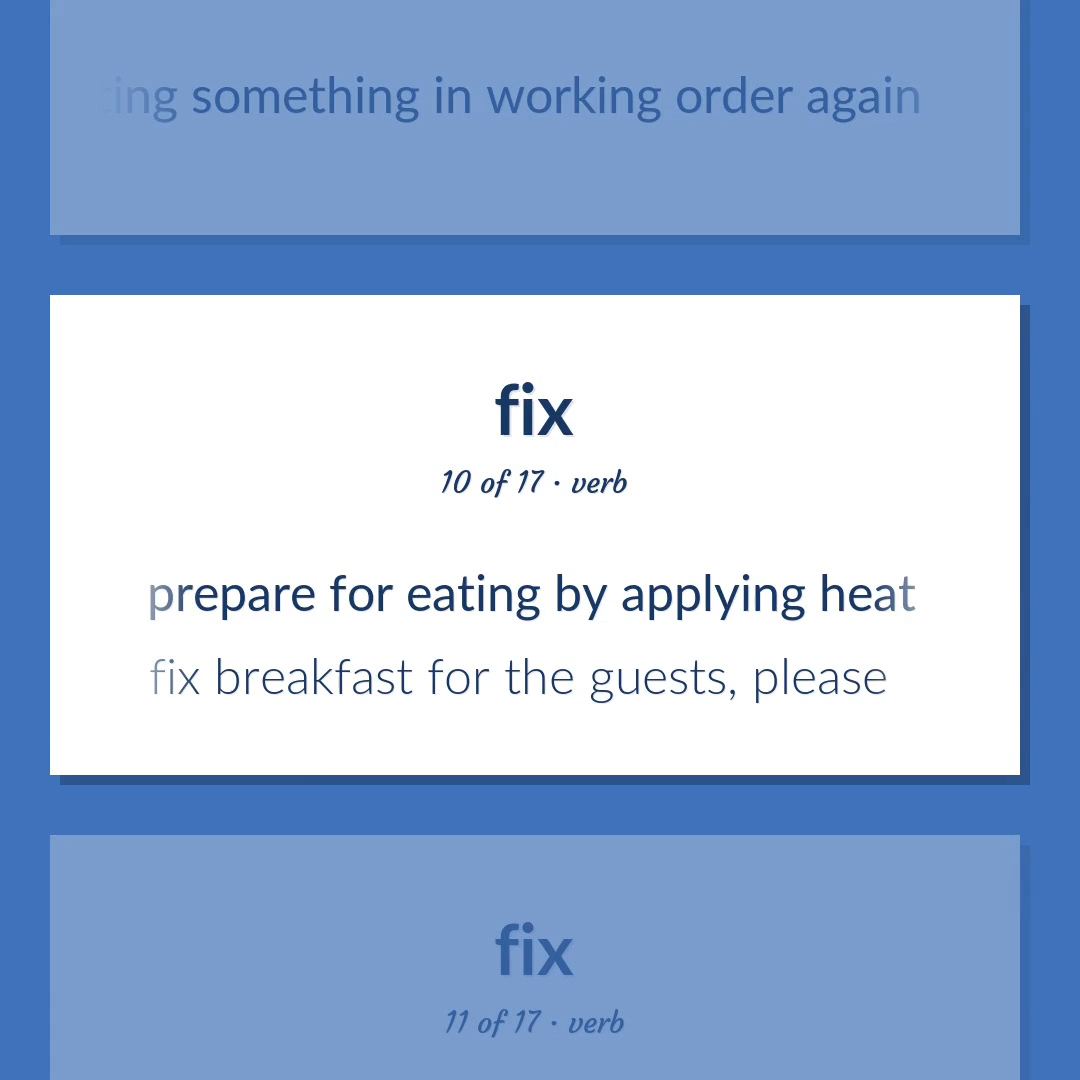 something in working order again
fix
10 of 17 · verb
prepare for eating by applying heat
fix breakfast for the guests, please
fix
11 of 17 · verb